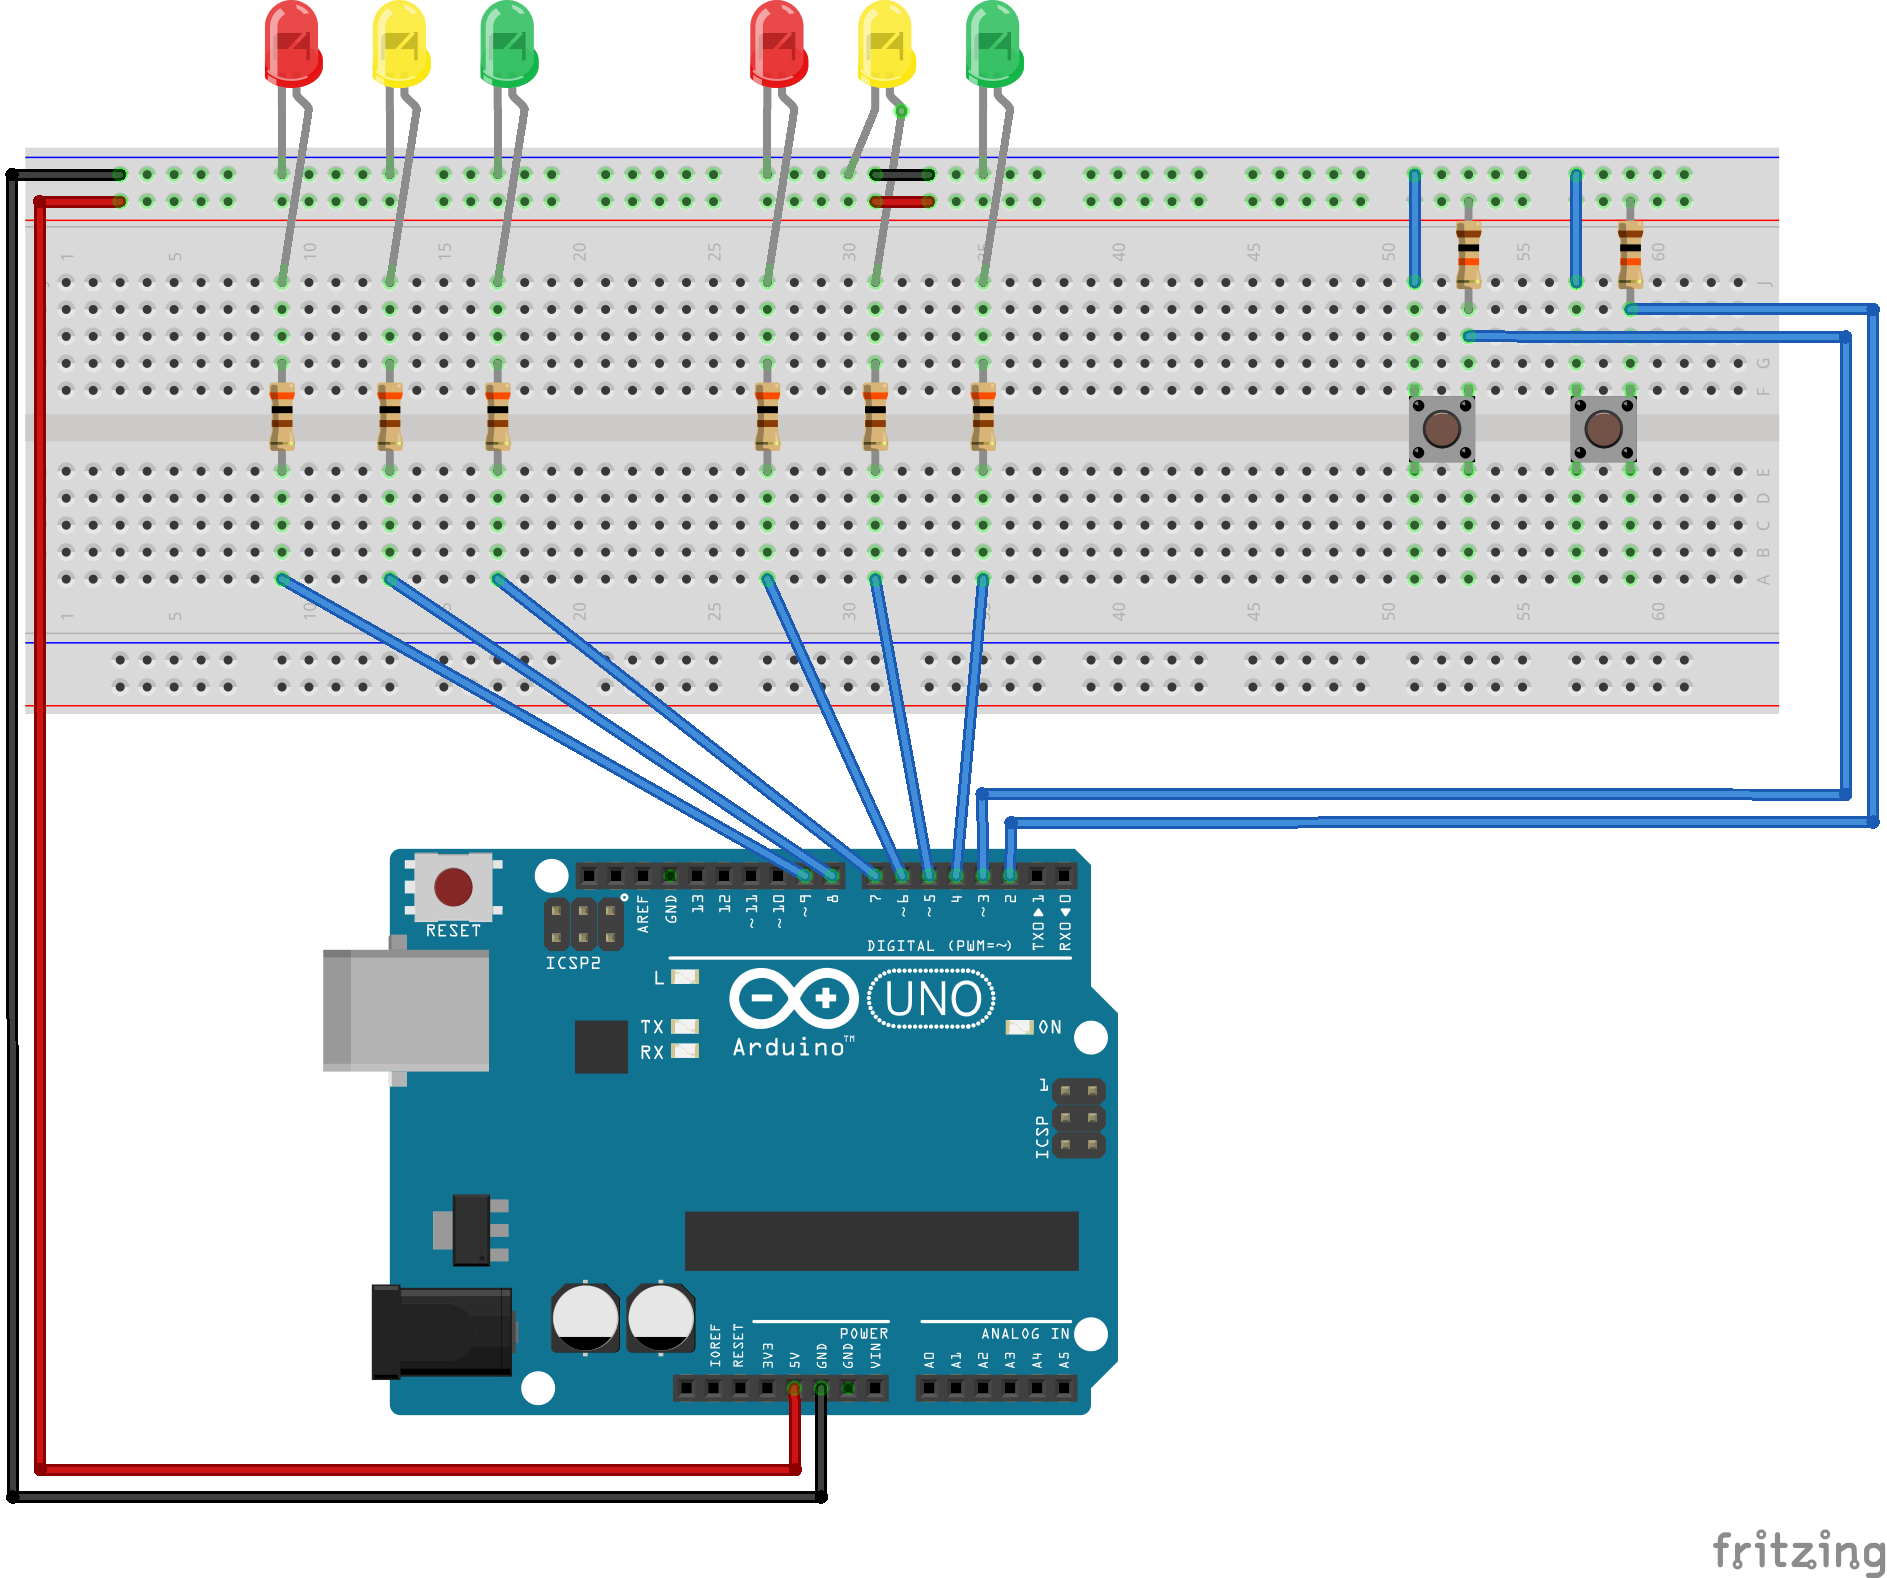 1 5 10 15 20 25 30 35 40 45 50 55 60
J
G
F
E
D
C
B
A
1 5 10 15 20 25 30 35 40 45 50 55 60
RESET
ICSP2
AREF GND 13 12 ~11 ~10 ~9 8 7 ~6 ~5 4 ~3 2 TX0▶1 RX0◀0
DIGITAL (PWM=~)
L
TX
RX
Arduino™
UNO
ON
1
ICSP
POWER
ANALOG IN
IOREF RESET 3V3 5V GND GND VIN A0 A1 A2 A3 A4 A5
fritzing